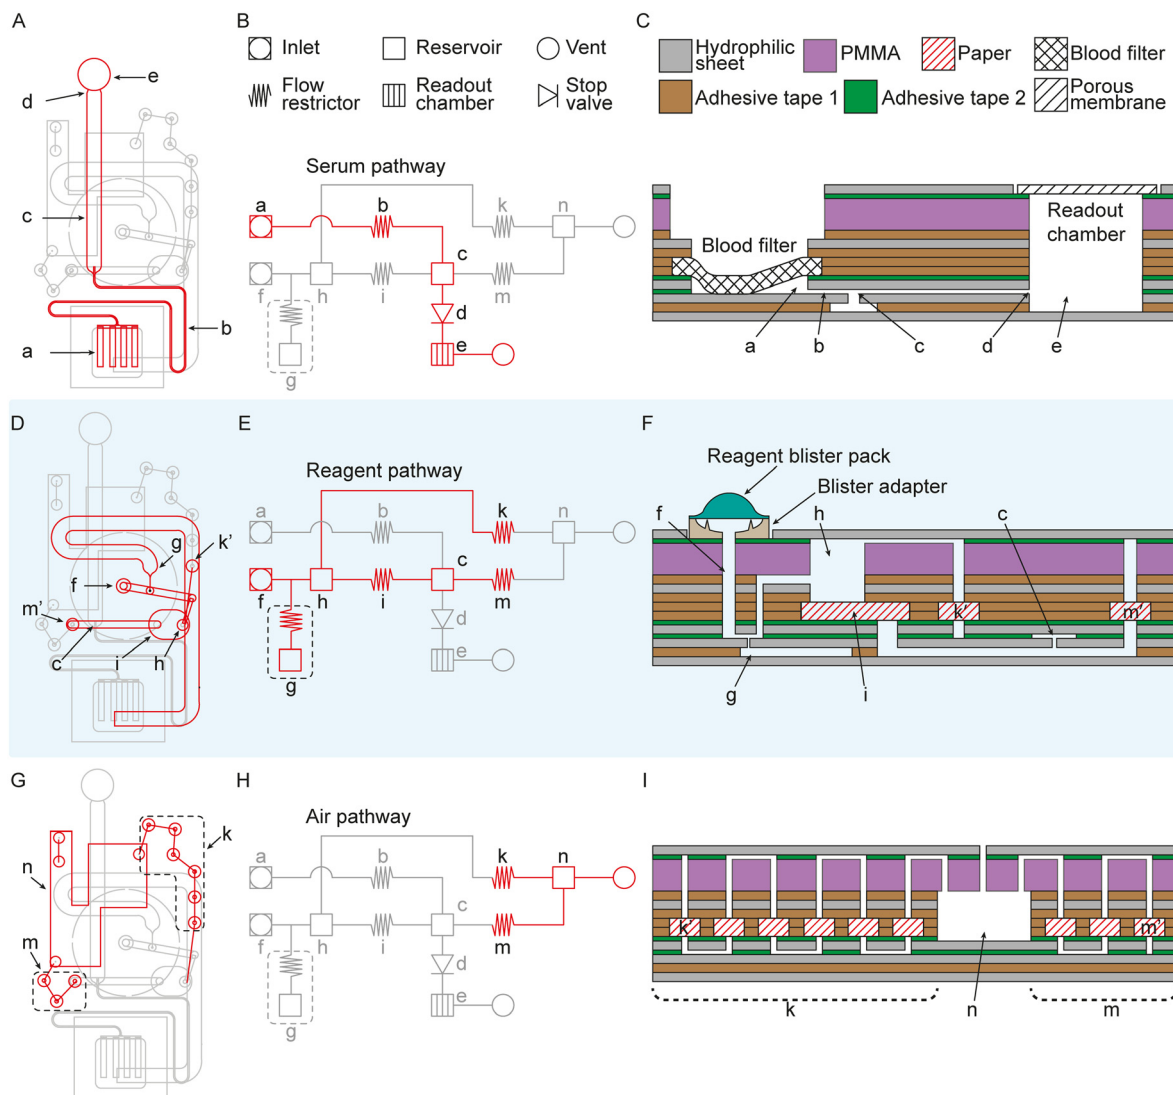 A
e
d
c
b
a
B
Inlet
Reservoir
Vent
Flow
restrictor
Readout
chamber
Stop
valve
Serum pathway
a
b
k
n
c
f
h
i
m
d
e
g
C
Hydrophilic
sheet
PMMA
Paper
Blood filter
Adhesive tape 1
Adhesive tape 2
Porous
membrane
Blood filter
Readout
chamber
a
b
c
d
e
D
g
k'
f
m'
c
i
h
E
Reagent pathway
a
b
k
n
c
f
h
i
m
d
e
g
F
Reagent blister pack
Blister adapter
f
h
c
k'
m'
g
i
G
k
n
m
H
Air pathway
a
b
k
n
c
f
h
i
m
d
e
g
I
k'
m'
k
n
m